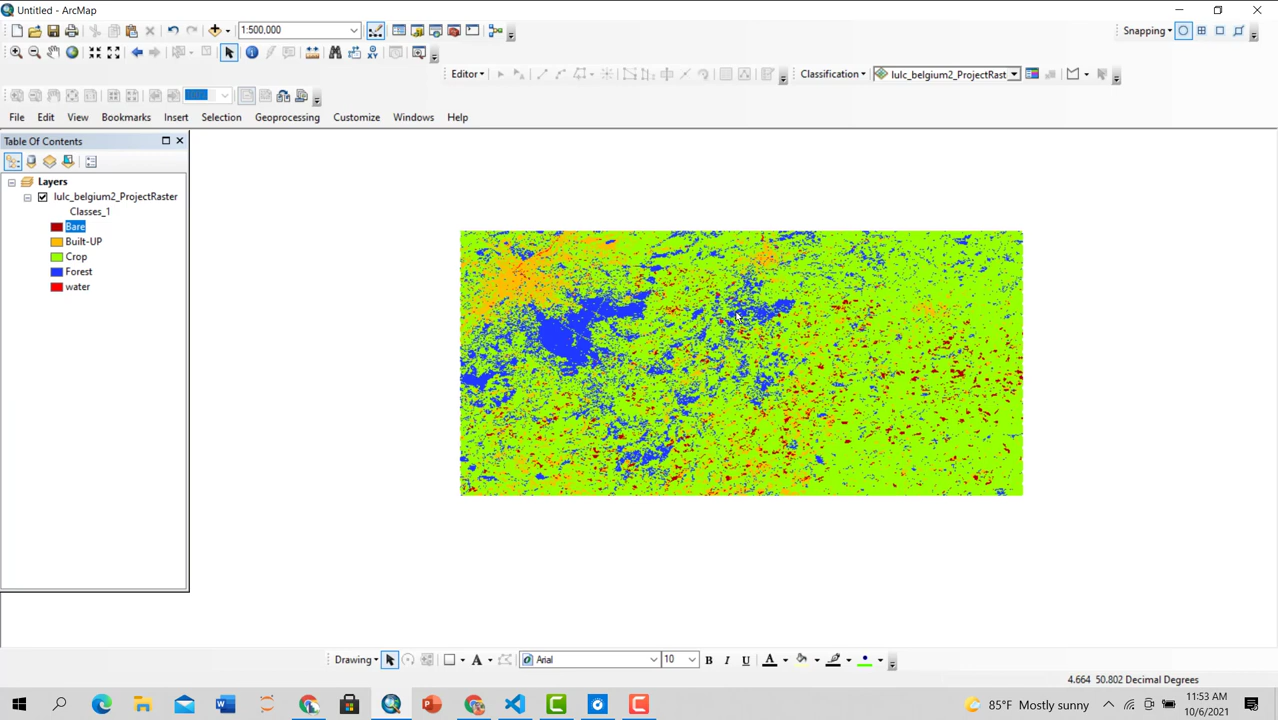 Untitled - ArcMap
1:500,000
Snapping
Editor
Classification
lulc_belgium2_ProjectRast
File Edit View Bookmarks Insert Selection Geoprocessing Customize Windows Help
Table Of Contents
Layers
lulc_belgium2_ProjectRaster
Classes_1
Bare
Built-UP
Crop
Forest
water
Drawing
Arial
10
B I U A
4.664 50.802 Decimal Degrees
85°F Mostly sunny
11:53 AM
10/6/2021